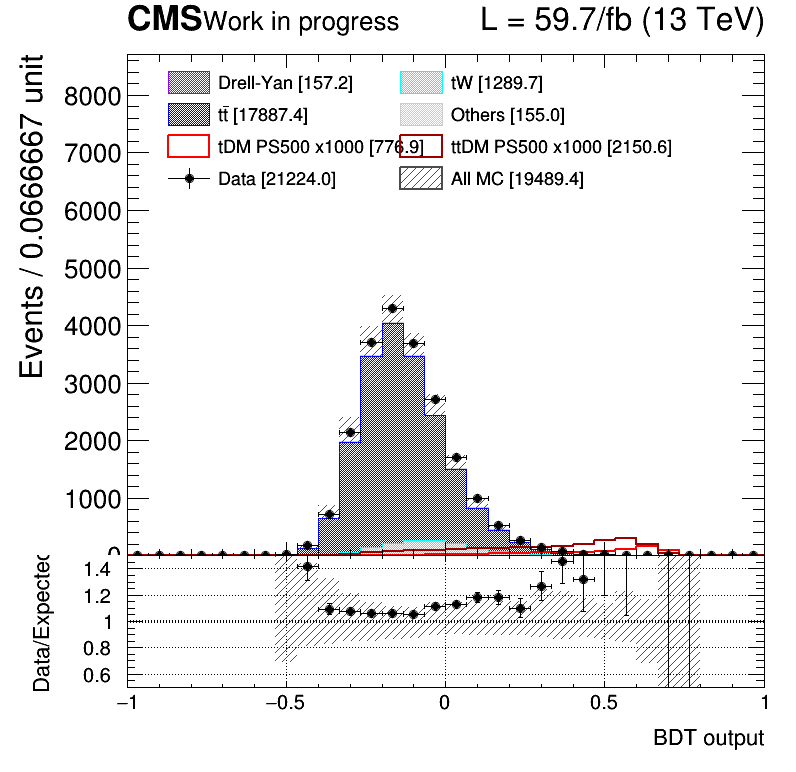 CMS Work in progress L = 59.7/fb (13 TeV)
Events / 0.0666667 unit
8000
7000
6000
5000
4000
3000
2000
1000
0
Drell-Yan [157.2] tW [1289.7]
tt̄ [17887.4] Others [155.0]
tDM PS500 x1000 [776.9] ttDM PS500 x1000 [2150.6]
Data [21224.0] All MC [19489.4]
Data/Expected
1.4
1.2
1
0.8
0.6
−1 −0.5 0 0.5 1
BDT output